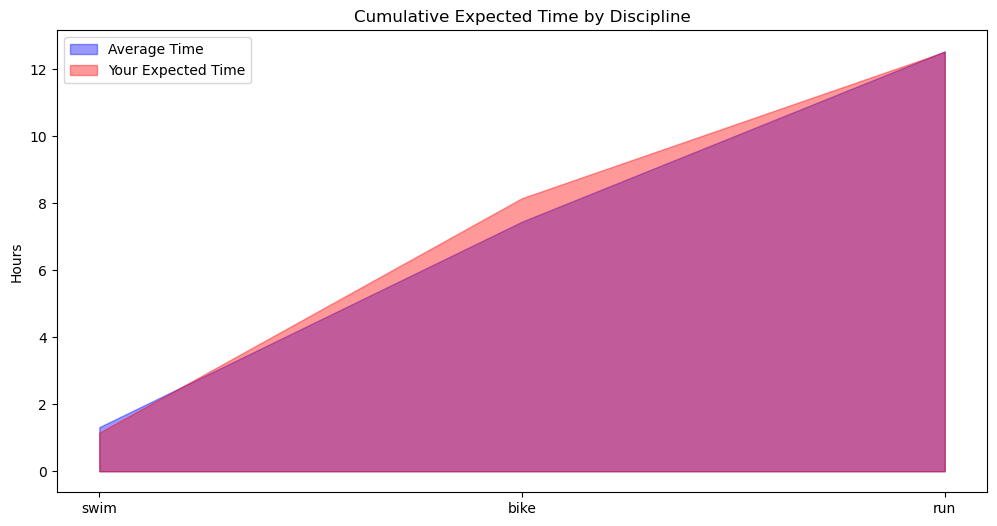 Cumulative Expected Time by Discipline
Average Time
Your Expected Time
Hours
12
10
8
6
4
2
0
swim
bike
run